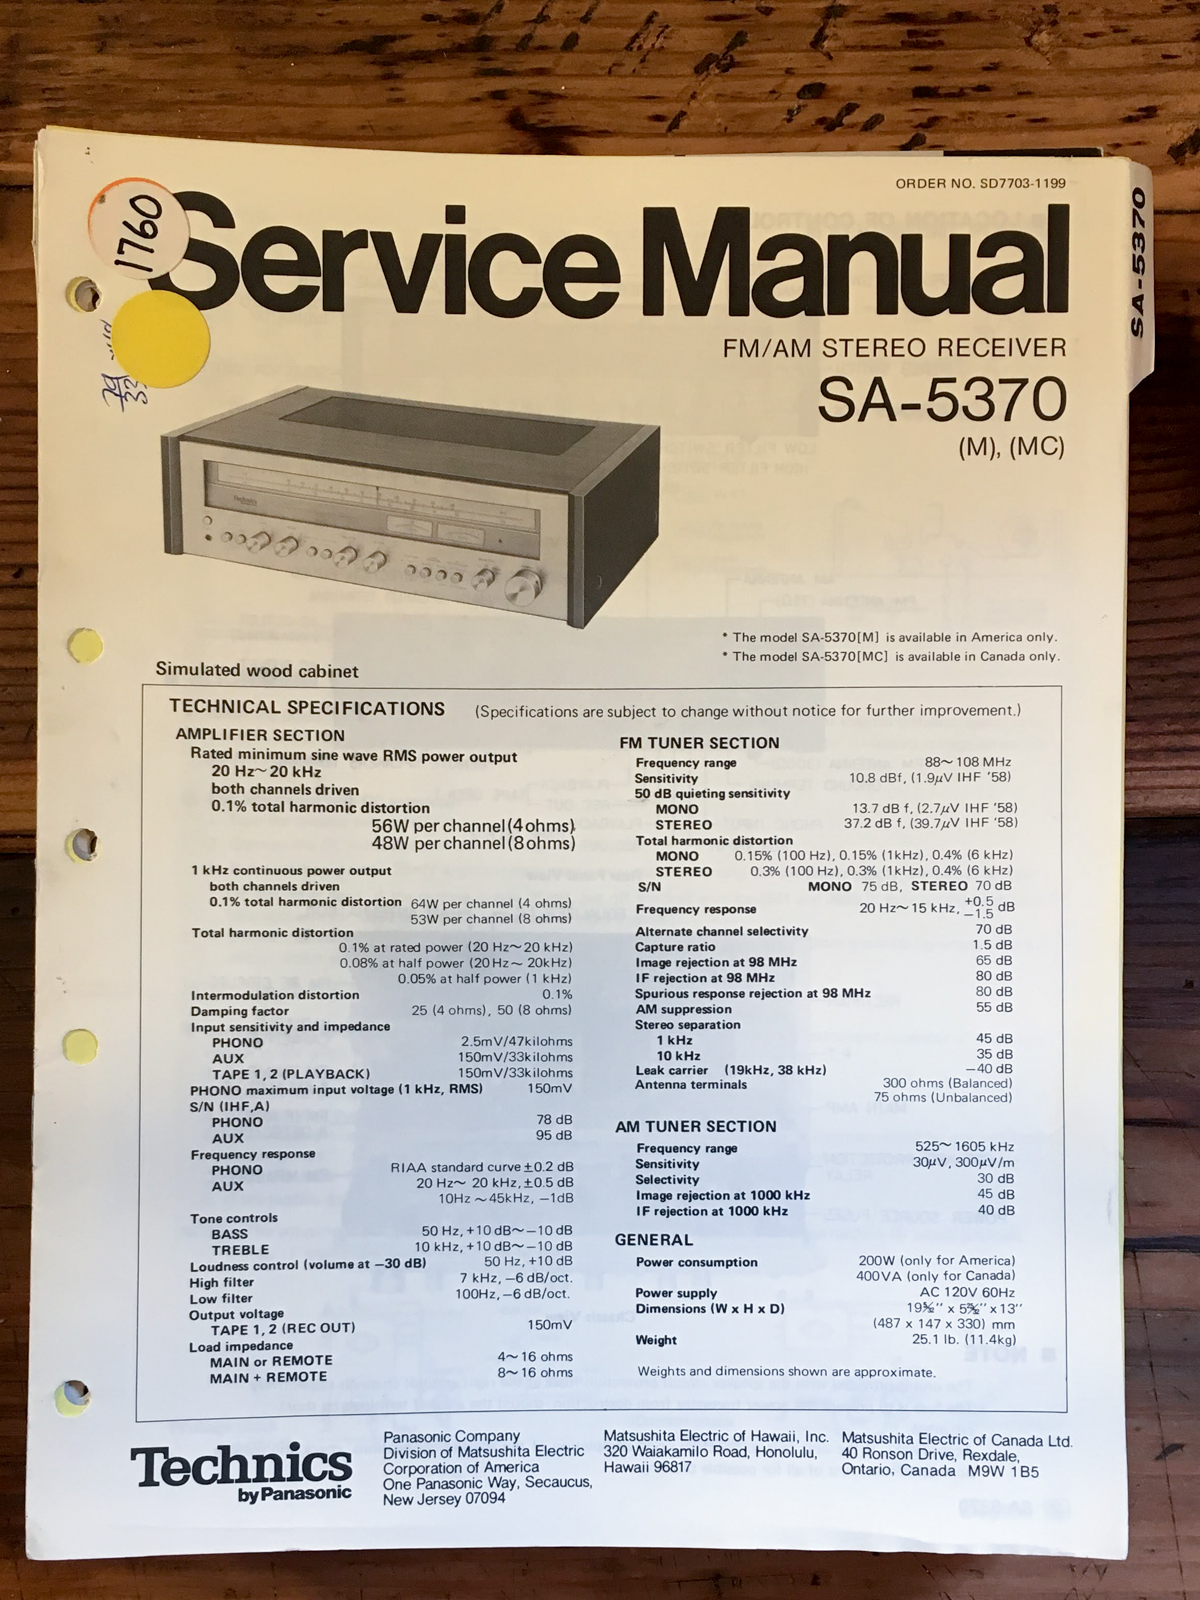 ORDER NO. SD7703-1199
SA-5370
1760
Service Manual
FM/AM STEREO RECEIVER
SA-5370
(M), (MC)
Technics
* The model SA-5370[M] is available in America only.
* The model SA-5370[MC] is available in Canada only.
Simulated wood cabinet
TECHNICAL SPECIFICATIONS (Specifications are subject to change without notice for further improvement.)
AMPLIFIER SECTION
Rated minimum sine wave RMS power output
20 Hz~20 kHz
both channels driven
0.1% total harmonic distortion
56W per channel (4 ohms)
48W per channel (8 ohms)
1 kHz continuous power output
both channels driven
0.1% total harmonic distortion 64W per channel (4 ohms)
53W per channel (8 ohms)
Total harmonic distortion
0.1% at rated power (20 Hz~20 kHz)
0.08% at half power (20 Hz~ 20kHz)
0.05% at half power (1 kHz)
Intermodulation distortion 0.1%
Damping factor 25 (4 ohms), 50 (8 ohms)
Input sensitivity and impedance
PHONO 2.5mV/47kilohms
AUX 150mV/33kilohms
TAPE 1, 2 (PLAYBACK) 150mV/33kilohms
PHONO maximum input voltage (1 kHz, RMS) 150mV
S/N (IHF,A)
PHONO 78 dB
AUX 95 dB
Frequency response
PHONO RIAA standard curve ±0.2 dB
AUX 20 Hz~ 20 kHz, ±0.5 dB
10Hz ~45kHz, −1dB
Tone controls
BASS 50 Hz, +10 dB~−10 dB
TREBLE 10 kHz, +10 dB~−10 dB
Loudness control (volume at −30 dB) 50 Hz, +10 dB
High filter 7 kHz, −6 dB/oct.
Low filter 100Hz, −6 dB/oct.
Output voltage
TAPE 1, 2 (REC OUT) 150mV
Load impedance
MAIN or REMOTE 4~16 ohms
MAIN + REMOTE 8~16 ohms
FM TUNER SECTION
Frequency range 88~ 108 MHz
Sensitivity 10.8 dBf, (1.9μV IHF '58)
50 dB quieting sensitivity
MONO 13.7 dB f, (2.7μV IHF '58)
STEREO 37.2 dB f, (39.7μV IHF '58)
Total harmonic distortion
MONO 0.15% (100 Hz), 0.15% (1kHz), 0.4% (6 kHz)
STEREO 0.3% (100 Hz), 0.3% (1kHz), 0.4% (6 kHz)
S/N MONO 75 dB, STEREO 70 dB
Frequency response 20 Hz~15 kHz, +0.5 −1.5 dB
Alternate channel selectivity 70 dB
Capture ratio 1.5 dB
Image rejection at 98 MHz 65 dB
IF rejection at 98 MHz 80 dB
Spurious response rejection at 98 MHz 80 dB
AM suppression 55 dB
Stereo separation
1 kHz 45 dB
10 kHz 35 dB
Leak carrier (19kHz, 38 kHz) −40 dB
Antenna terminals 300 ohms (Balanced)
75 ohms (Unbalanced)
AM TUNER SECTION
Frequency range 525~ 1605 kHz
Sensitivity 30μV, 300μV/m
Selectivity 30 dB
Image rejection at 1000 kHz 45 dB
IF rejection at 1000 kHz 40 dB
GENERAL
Power consumption 200W (only for America)
400VA (only for Canada)
Power supply AC 120V 60Hz
Dimensions (W x H x D) x 13"
(487 x 147 x 330) mm
Weight 25.1 lb. (11.4kg)
Weights and dimensions shown are approximate.
Technics
by Panasonic
Panasonic Company
Division of Matsushita Electric
Corporation of America
One Panasonic Way, Secaucus,
New Jersey 07094
Matsushita Electric of Hawaii, Inc.
320 Waiakamilo Road, Honolulu,
Hawaii 96817
Matsushita Electric of Canada Ltd.
40 Ronson Drive, Rexdale,
Ontario, Canada M9W 1B5